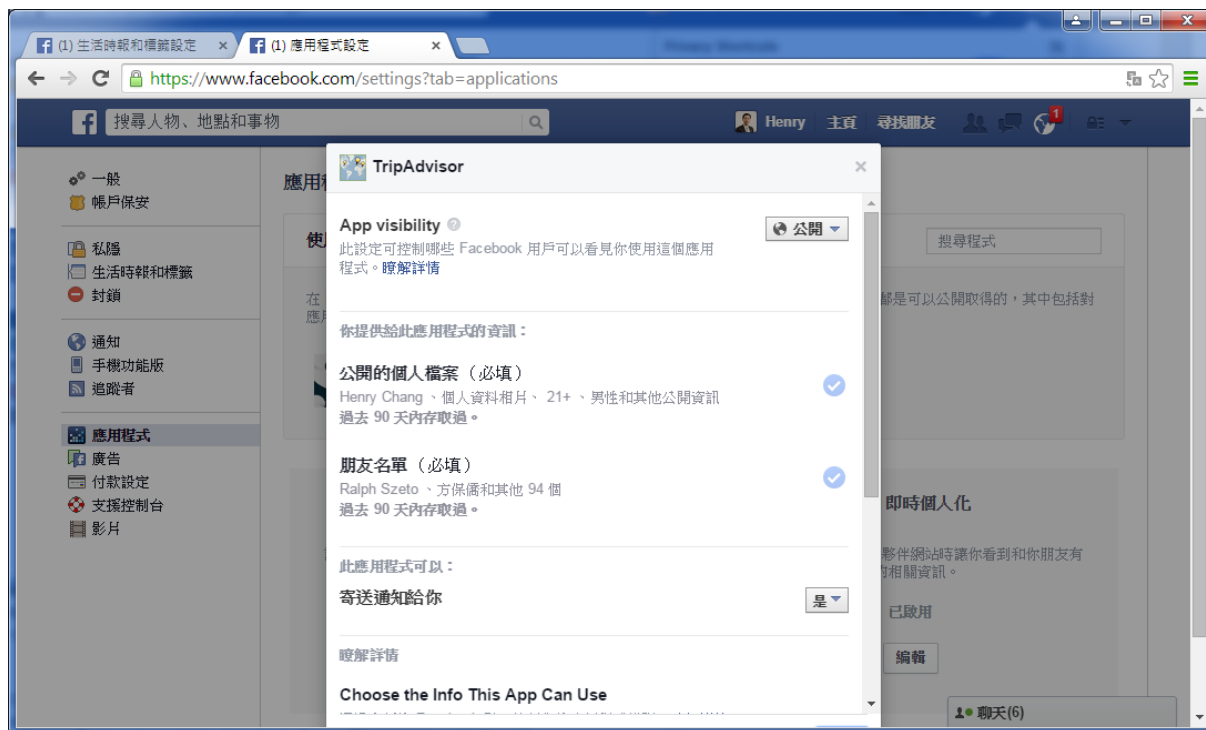 (1) 生活時報和標籤設定
(1) 應用程式設定
https://www.facebook.com/settings?tab=applications
搜尋人物、地點和事物
Henry 主頁 尋找朋友
1
一般
帳戶保安
私隱
生活時報和標籤
封鎖
通知
手機功能版
追蹤者
應用程式
廣告
付款設定
支援控制台
影片
TripAdvisor
App visibility
公開
此設定可控制哪些 Facebook 用戶可以看見你使用這個應用
程式。瞭解詳情
你提供給此應用程式的資訊：
公開的個人檔案（必填）
Henry Chang、個人資料相片、 21+ 、男性和其他公開資訊
過去 90 天內存取過。
朋友名單（必填）
Ralph Szeto、方保僑和其他 94 個
過去 90 天內存取過。
此應用程式可以：
寄送通知給你
是
瞭解詳情
Choose the Info This App Can Use
搜尋程式
都是可以公開取得的，其中包括對
即時個人化
夥伴網站時讓你看到和你朋友有
的相關資訊。
已啟用
編輯
聊天(6)